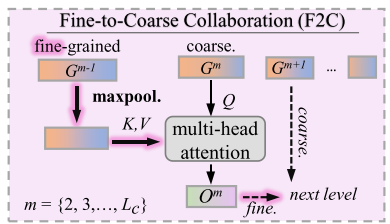 Fine-to-Coarse Collaboration (F2C)
fine-grained
coarse.
G^{m-1}
G^{m}
G^{m+1}
...
maxpool.
Q
K,V
multi-head
attention
coarse.
O^{m}
fine.
next level
m = {2, 3,…, L_C}